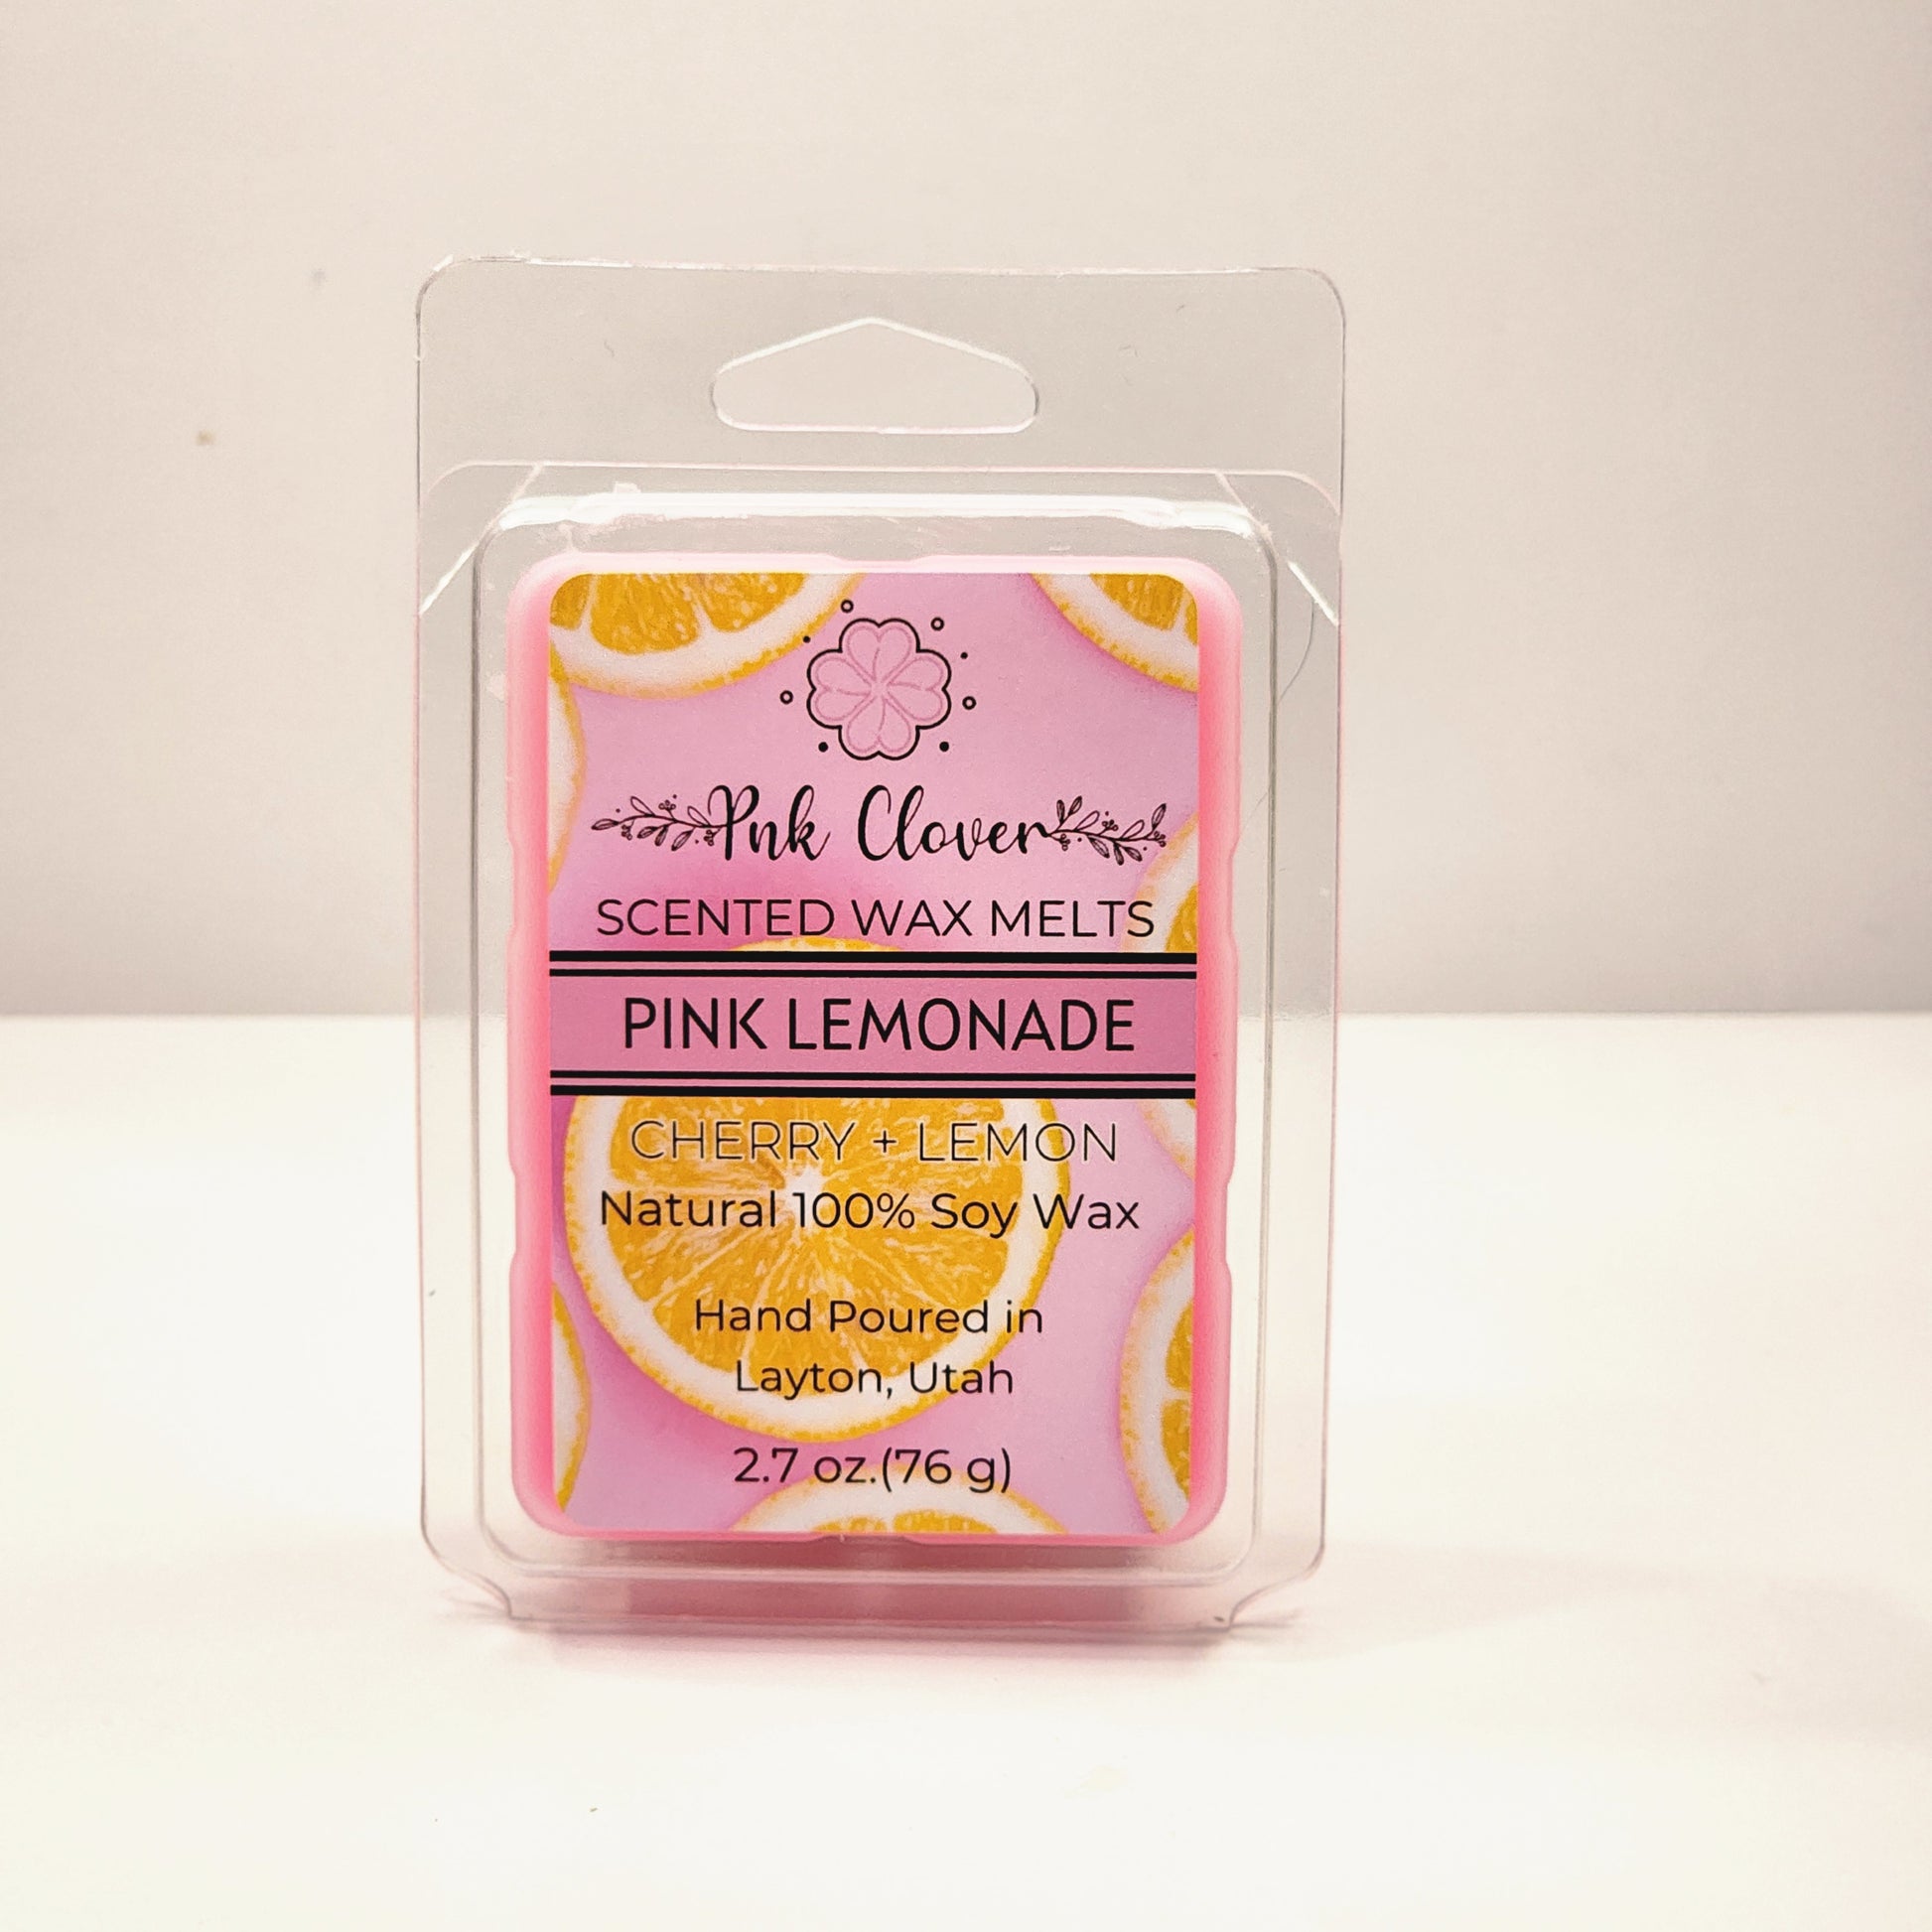 Pnk Clover
SCENTED WAX MELTS
PINK LEMONADE
CHERRY + LEMON
Natural 100% Soy Wax
Hand Poured in
Layton, Utah
2.7 oz.(76 g)